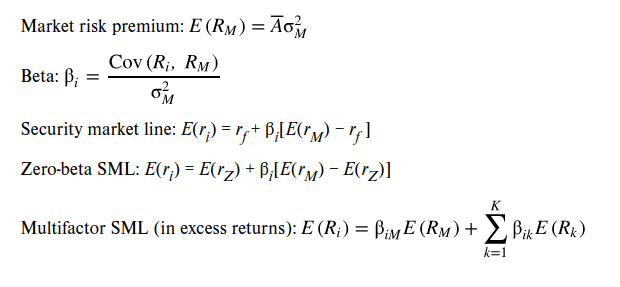 Market risk premium: E (R_M) = A̅σ²_M
Beta: β_i = Cov (R_i, R_M) / σ²_M
Security market line: E(r_i) = r_f + β_i[E(r_M) − r_f]
Zero-beta SML: E(r_i) = E(r_Z) + β_i[E(r_M) − E(r_Z)]
Multifactor SML (in excess returns): E (R_i) = β_iM E (R_M) + ∑_{k=1}^{K} β_ik E (R_k)